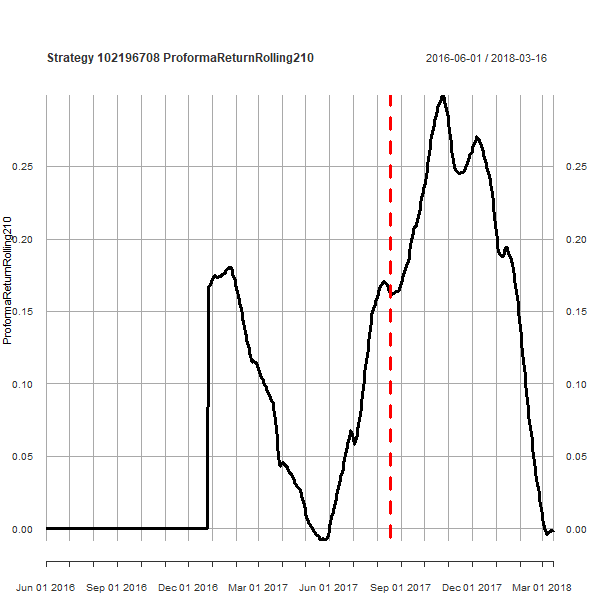 Strategy 102196708 ProformaReturnRolling210
2016-06-01 / 2018-03-16
ProformaReturnRolling210
0.25 0.25
0.20 0.20
0.15 0.15
0.10 0.10
0.05 0.05
0.00 0.00
Jun 01 2016 Sep 01 2016 Dec 01 2016 Mar 01 2017 Jun 01 2017 Sep 01 2017 Dec 01 2017 Mar 01 2018